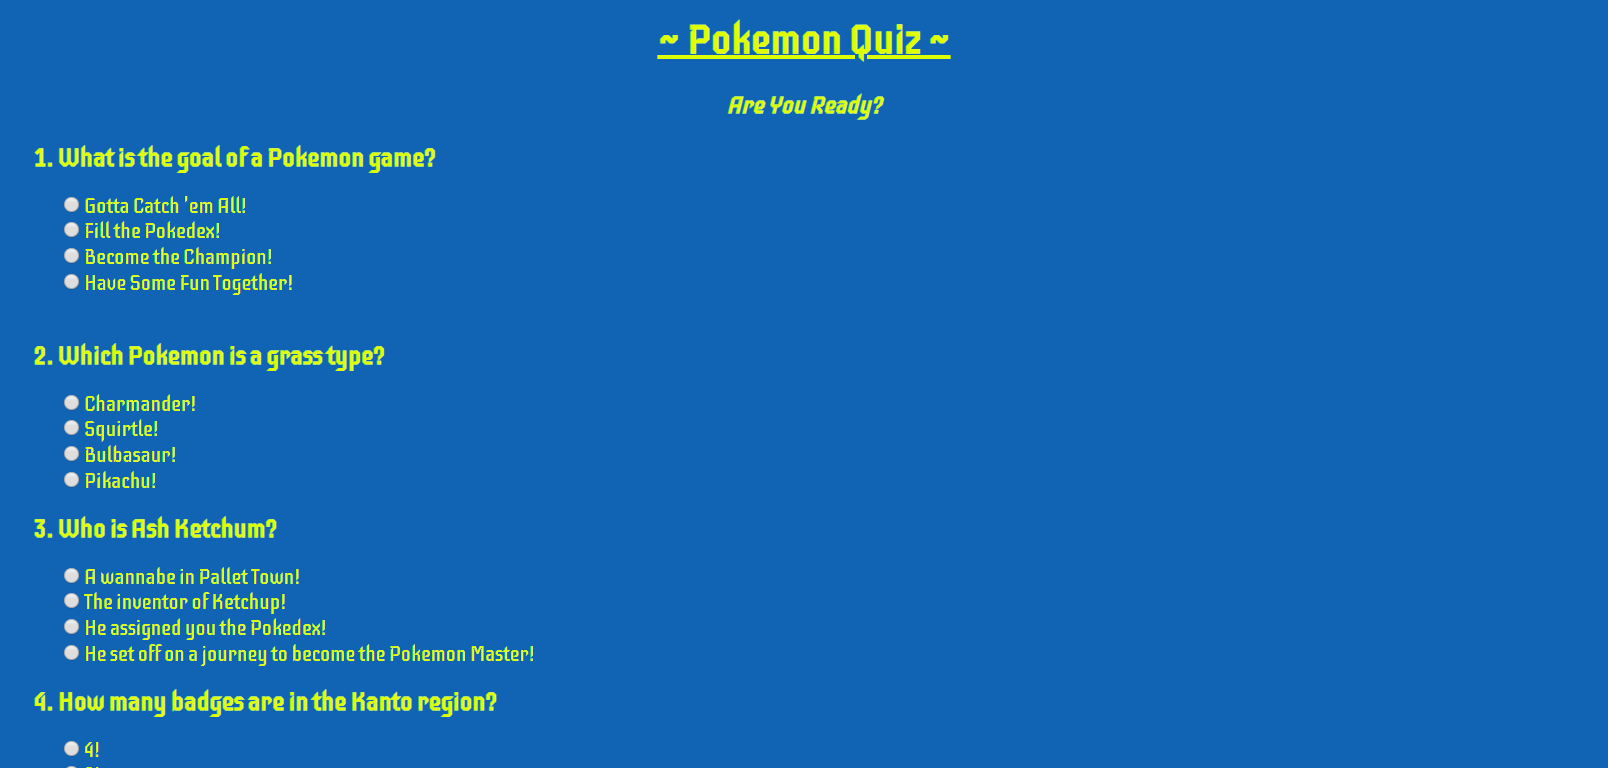 ~ Pokemon Quiz ~
Are You Ready?
1. What is the goal of a Pokemon game?
Gotta Catch 'em All!
Fill the Pokedex!
Become the Champion!
Have Some Fun Together!
2. Which Pokemon is a grass type?
Charmander!
Squirtle!
Bulbasaur!
Pikachu!
3. Who is Ash Ketchum?
A wannabe in Pallet Town!
The inventor of Ketchup!
He assigned you the Pokedex!
He set off on a journey to become the Pokemon Master!
4. How many badges are in the Kanto region?
4!